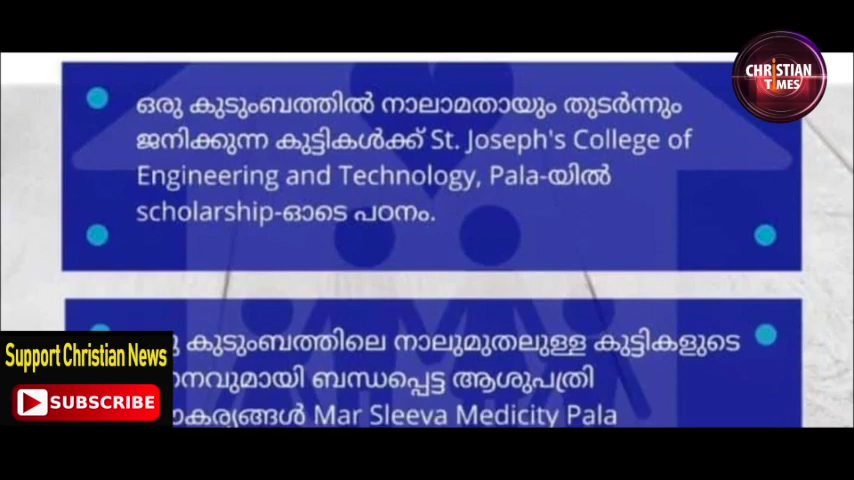 CHRiSTIAN
TiMES
ഒരു കുടുംബത്തിൽ നാലാമതായും തുടർന്നും
ജനിക്കുന്ന കുട്ടികൾക്ക് St. Joseph's College of
Engineering and Technology, Pala-യിൽ
scholarship-ഓടെ പഠനം.
കുടുംബത്തിലെ നാലുമുതലുള്ള കുട്ടികളുടെ
ബന്ധപ്പെട്ട ആശുപത്രി
Mar Sleeva Medicity Pala
Support Christian News
SUBSCRIBE